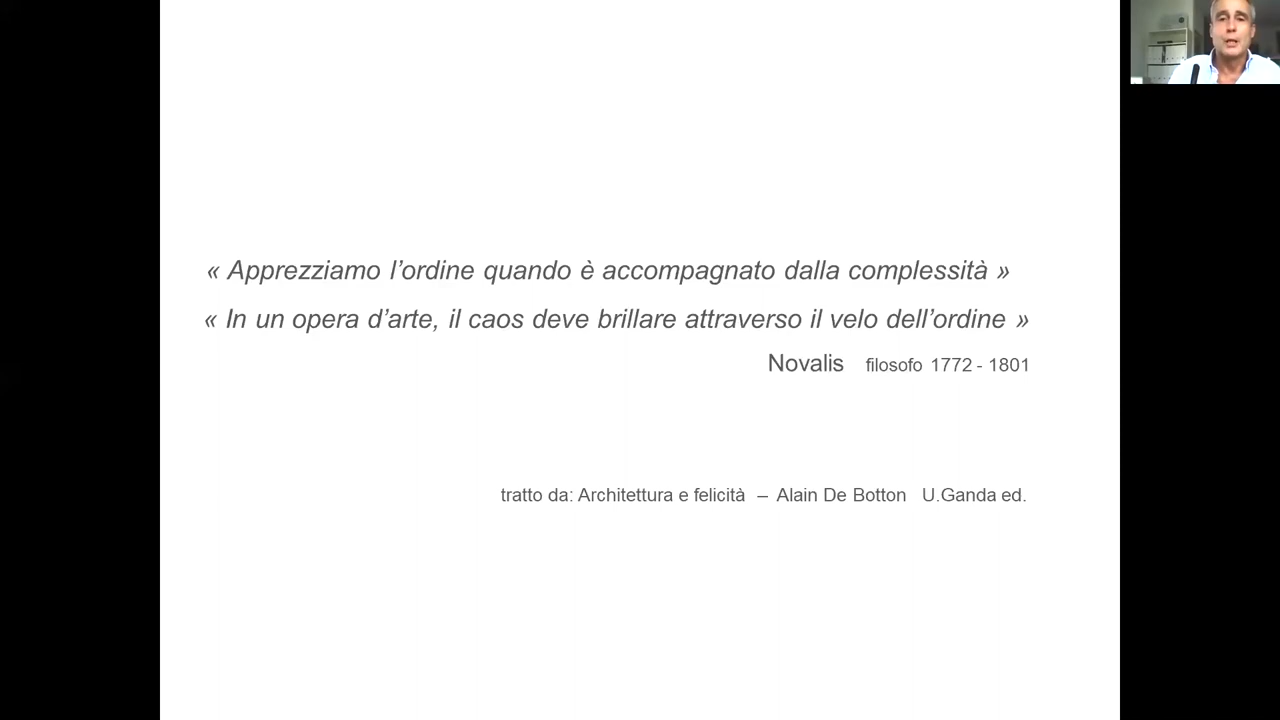 « Apprezziamo l’ordine quando è accompagnato dalla complessità »
« In un opera d’arte, il caos deve brillare attraverso il velo dell’ordine »
Novalis filosofo 1772 - 1801
tratto da: Architettura e felicità – Alain De Botton U.Ganda ed.